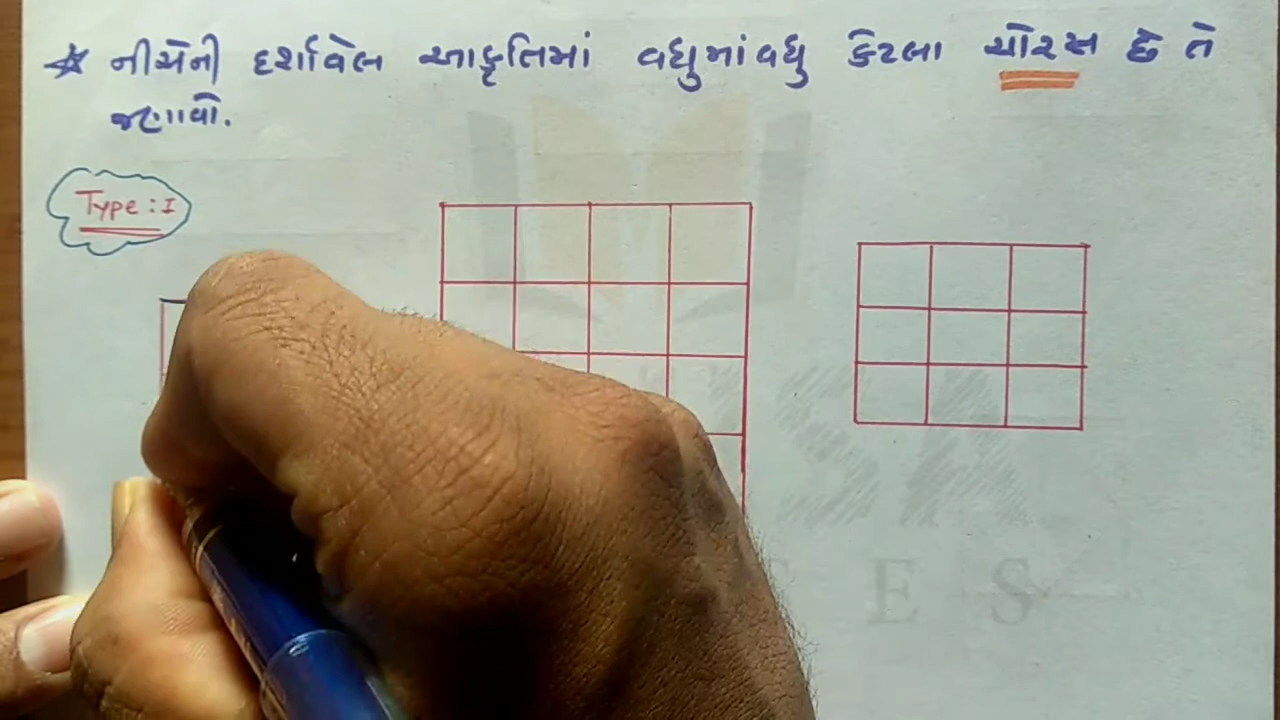 * નીચેની દર્શાવેલ આકૃતિમાં વધુમાં વધુ કેટલા ચોરસ છે તે
જણાવો.
Type : I
E S